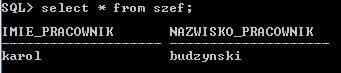 SQL> select * from szef;
IMIE_PRACOWNIK NAZWISKO_PRACOWNIK
-------------------- --------------------
karol budzynski